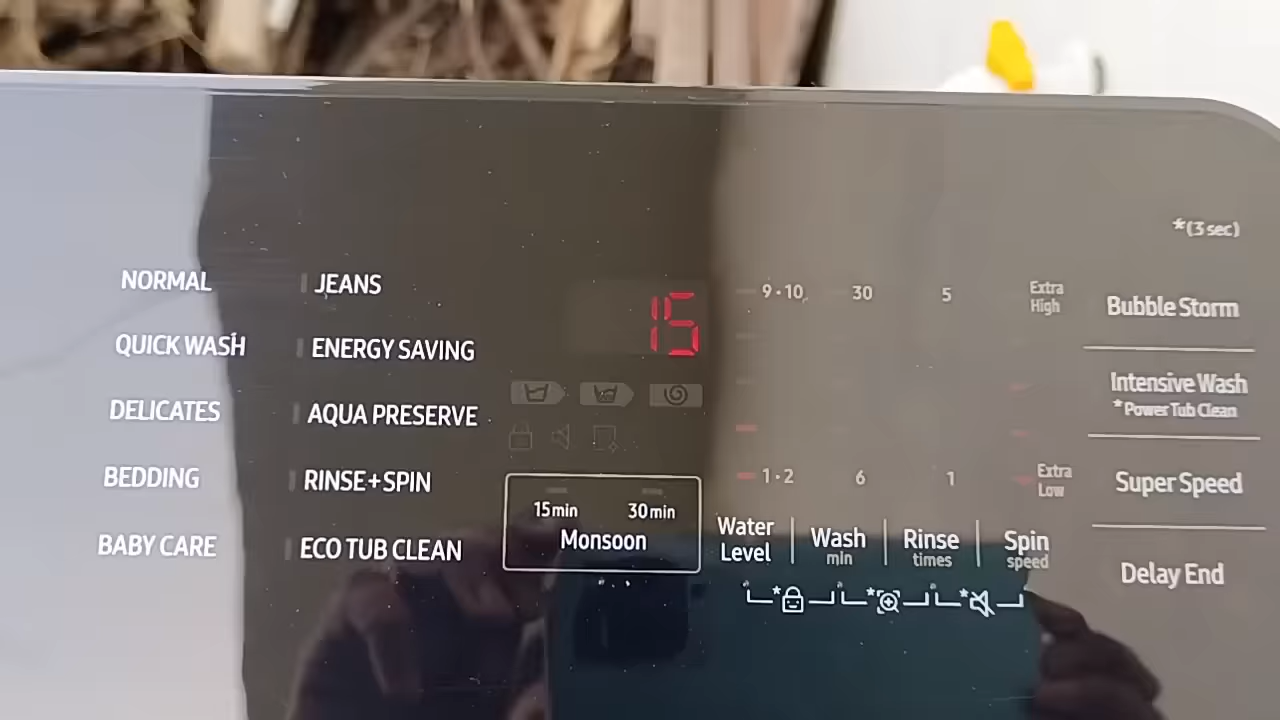 *(3 sec)
NORMAL
JEANS
QUICK WASH
ENERGY SAVING
DELICATES
AQUA PRESERVE
BEDDING
RINSE+SPIN
BABY CARE
ECO TUB CLEAN
15
15min 30min
Monsoon
9•10 30 5 Extra High
1•2 6 1 Extra Low
Water Level
Wash min
Rinse times
Spin speed
* * *
Bubble Storm
Intensive Wash
*Power Tub Clean
Super Speed
Delay End